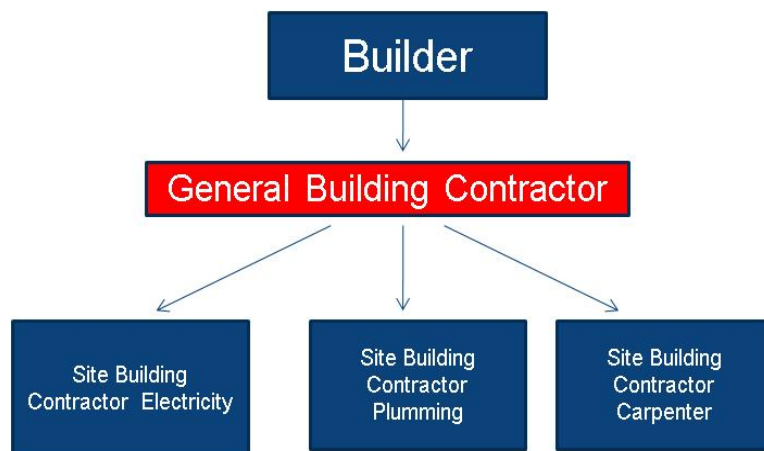 Builder
General Building Contractor
Site Building
Contractor Electricity
Site Building
Contractor
Plumming
Site Building
Contractor
Carpenter